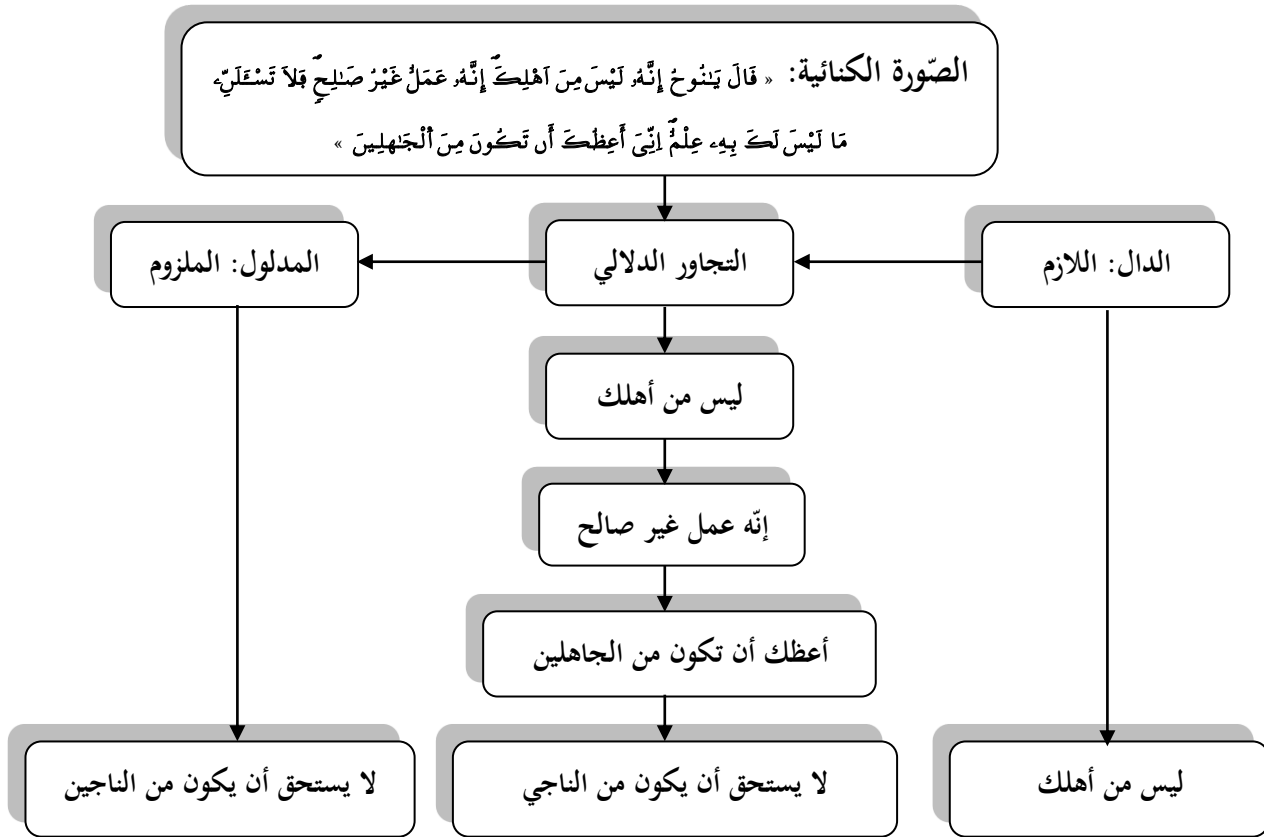 الصّورة الكنائية: « قَالَ يَٰنُوحُ إِنَّهُۥ لَيْسَ مِنَ اَهْلِكَۖ إِنَّهُۥ عَمَلٌ غَيْرُ صَٰلِحٖۖ فَلَا تَسْـَٔلَنِّۦ
مَا لَيْسَ لَكَ بِهِۦ عِلْمٌۖ اِنِّيَ أَعِظُكَ أَن تَكُونَ مِنَ اَ۬لْجَٰهِلِينَ »
الدال: اللازم
التجاور الدلالي
المدلول: الملزوم
ليس من أهلك
إنّه عمل غير صالح
أعظك أن تكون من الجاهلين
ليس من أهلك
لا يستحق أن يكون من الناجي
لا يستحق أن يكون من الناجين